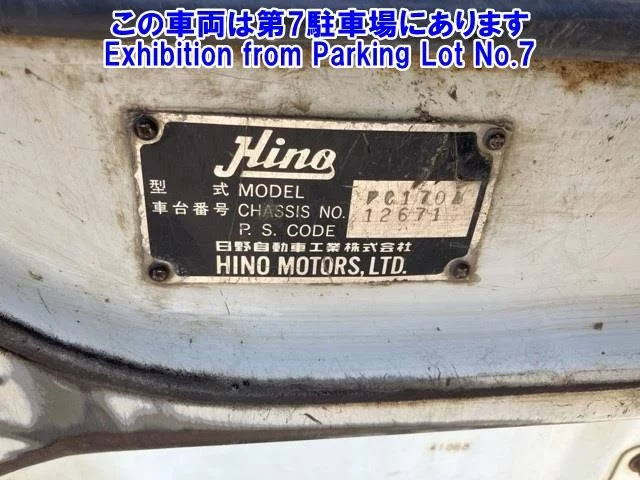 この車両は第7駐車場にあります
Exhibition from Parking Lot No.7
Hino
型 式 MODEL FC170A
車台番号 CHASSIS NO. 12671
P. S. CODE
日野自動車工業株式会社
HINO MOTORS, LTD.